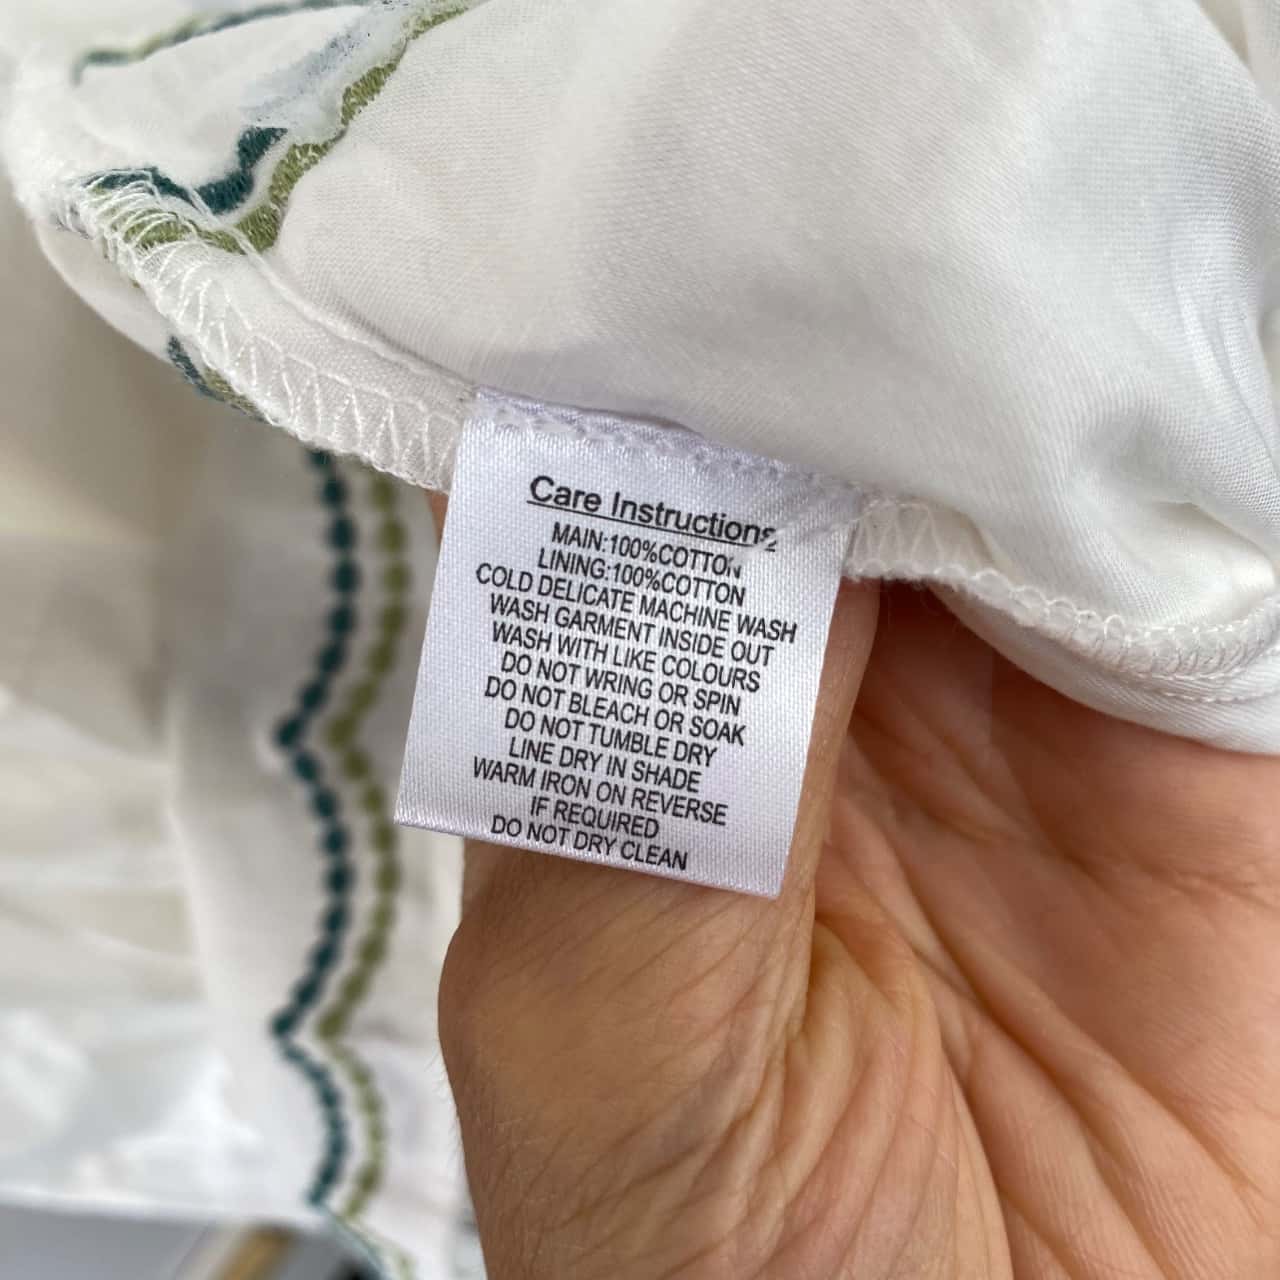 Care Instructions
MAIN:100%COTTON
LINING:100%COTTON
COLD DELICATE MACHINE WASH
WASH GARMENT INSIDE OUT
WASH WITH LIKE COLOURS
DO NOT WRING OR SPIN
DO NOT BLEACH OR SOAK
DO NOT TUMBLE DRY
LINE DRY IN SHADE
WARM IRON ON REVERSE
IF REQUIRED
DO NOT DRY CLEAN